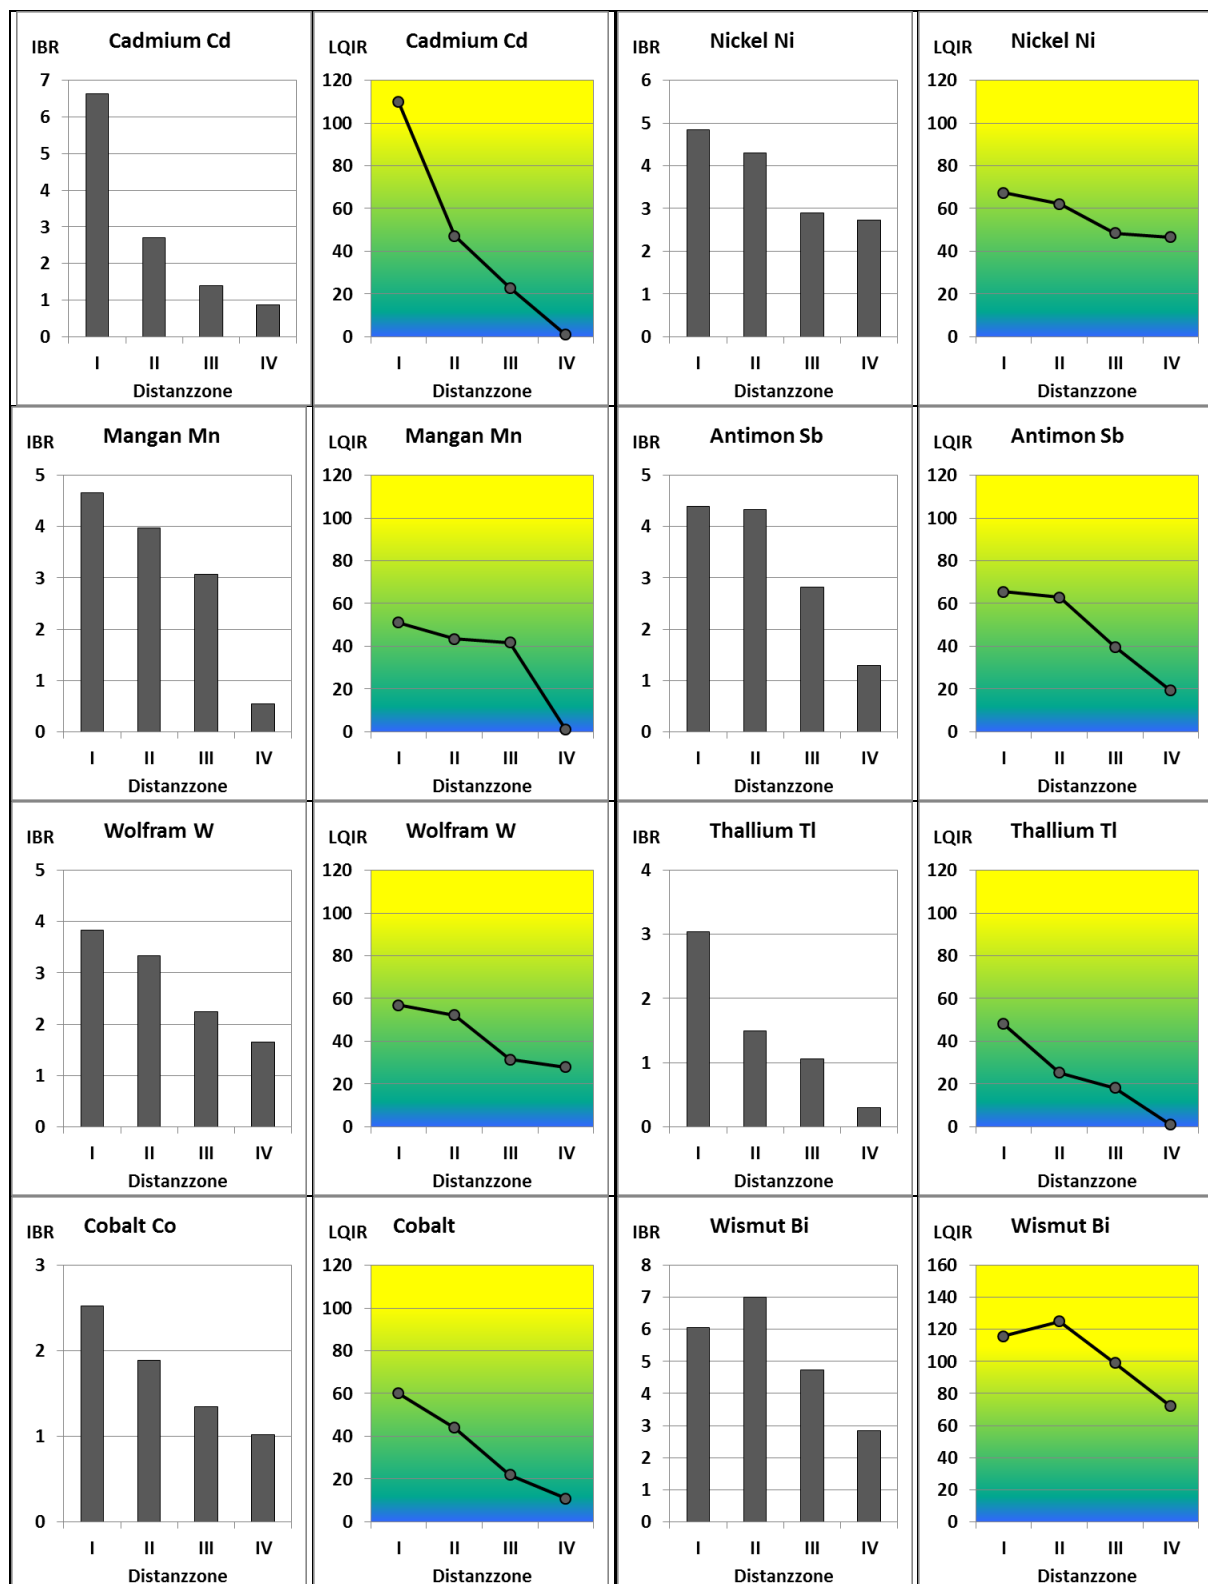 IBR Cadmium Cd
7
6
5
4
3
2
1
0
I II III IV
Distanzzone
LQIR Cadmium Cd
120
100
80
60
40
20
0
I II III IV
Distanzzone
IBR Nickel Ni
6
5
4
3
2
1
0
I II III IV
Distanzzone
LQIR Nickel Ni
120
100
80
60
40
20
0
I II III IV
Distanzzone
IBR Mangan Mn
5
4
3
2
1
0
I II III IV
Distanzzone
LQIR Mangan Mn
120
100
80
60
40
20
0
I II III IV
Distanzzone
IBR Antimon Sb
5
4
3
2
1
0
I II III IV
Distanzzone
LQIR Antimon Sb
120
100
80
60
40
20
0
I II III IV
Distanzzone
IBR Wolfram W
5
4
3
2
1
0
I II III IV
Distanzzone
LQIR Wolfram W
120
100
80
60
40
20
0
I II III IV
Distanzzone
IBR Thallium Tl
4
3
2
1
0
I II III IV
Distanzzone
LQIR Thallium Tl
120
100
80
60
40
20
0
I II III IV
Distanzzone
IBR Cobalt Co
3
2
1
0
I II III IV
Distanzzone
LQIR Cobalt
120
100
80
60
40
20
0
I II III IV
Distanzzone
IBR Wismut Bi
8
7
6
5
4
3
2
1
0
I II III IV
Distanzzone
LQIR Wismut Bi
160
140
120
100
80
60
40
20
0
I II III IV
Distanzzone